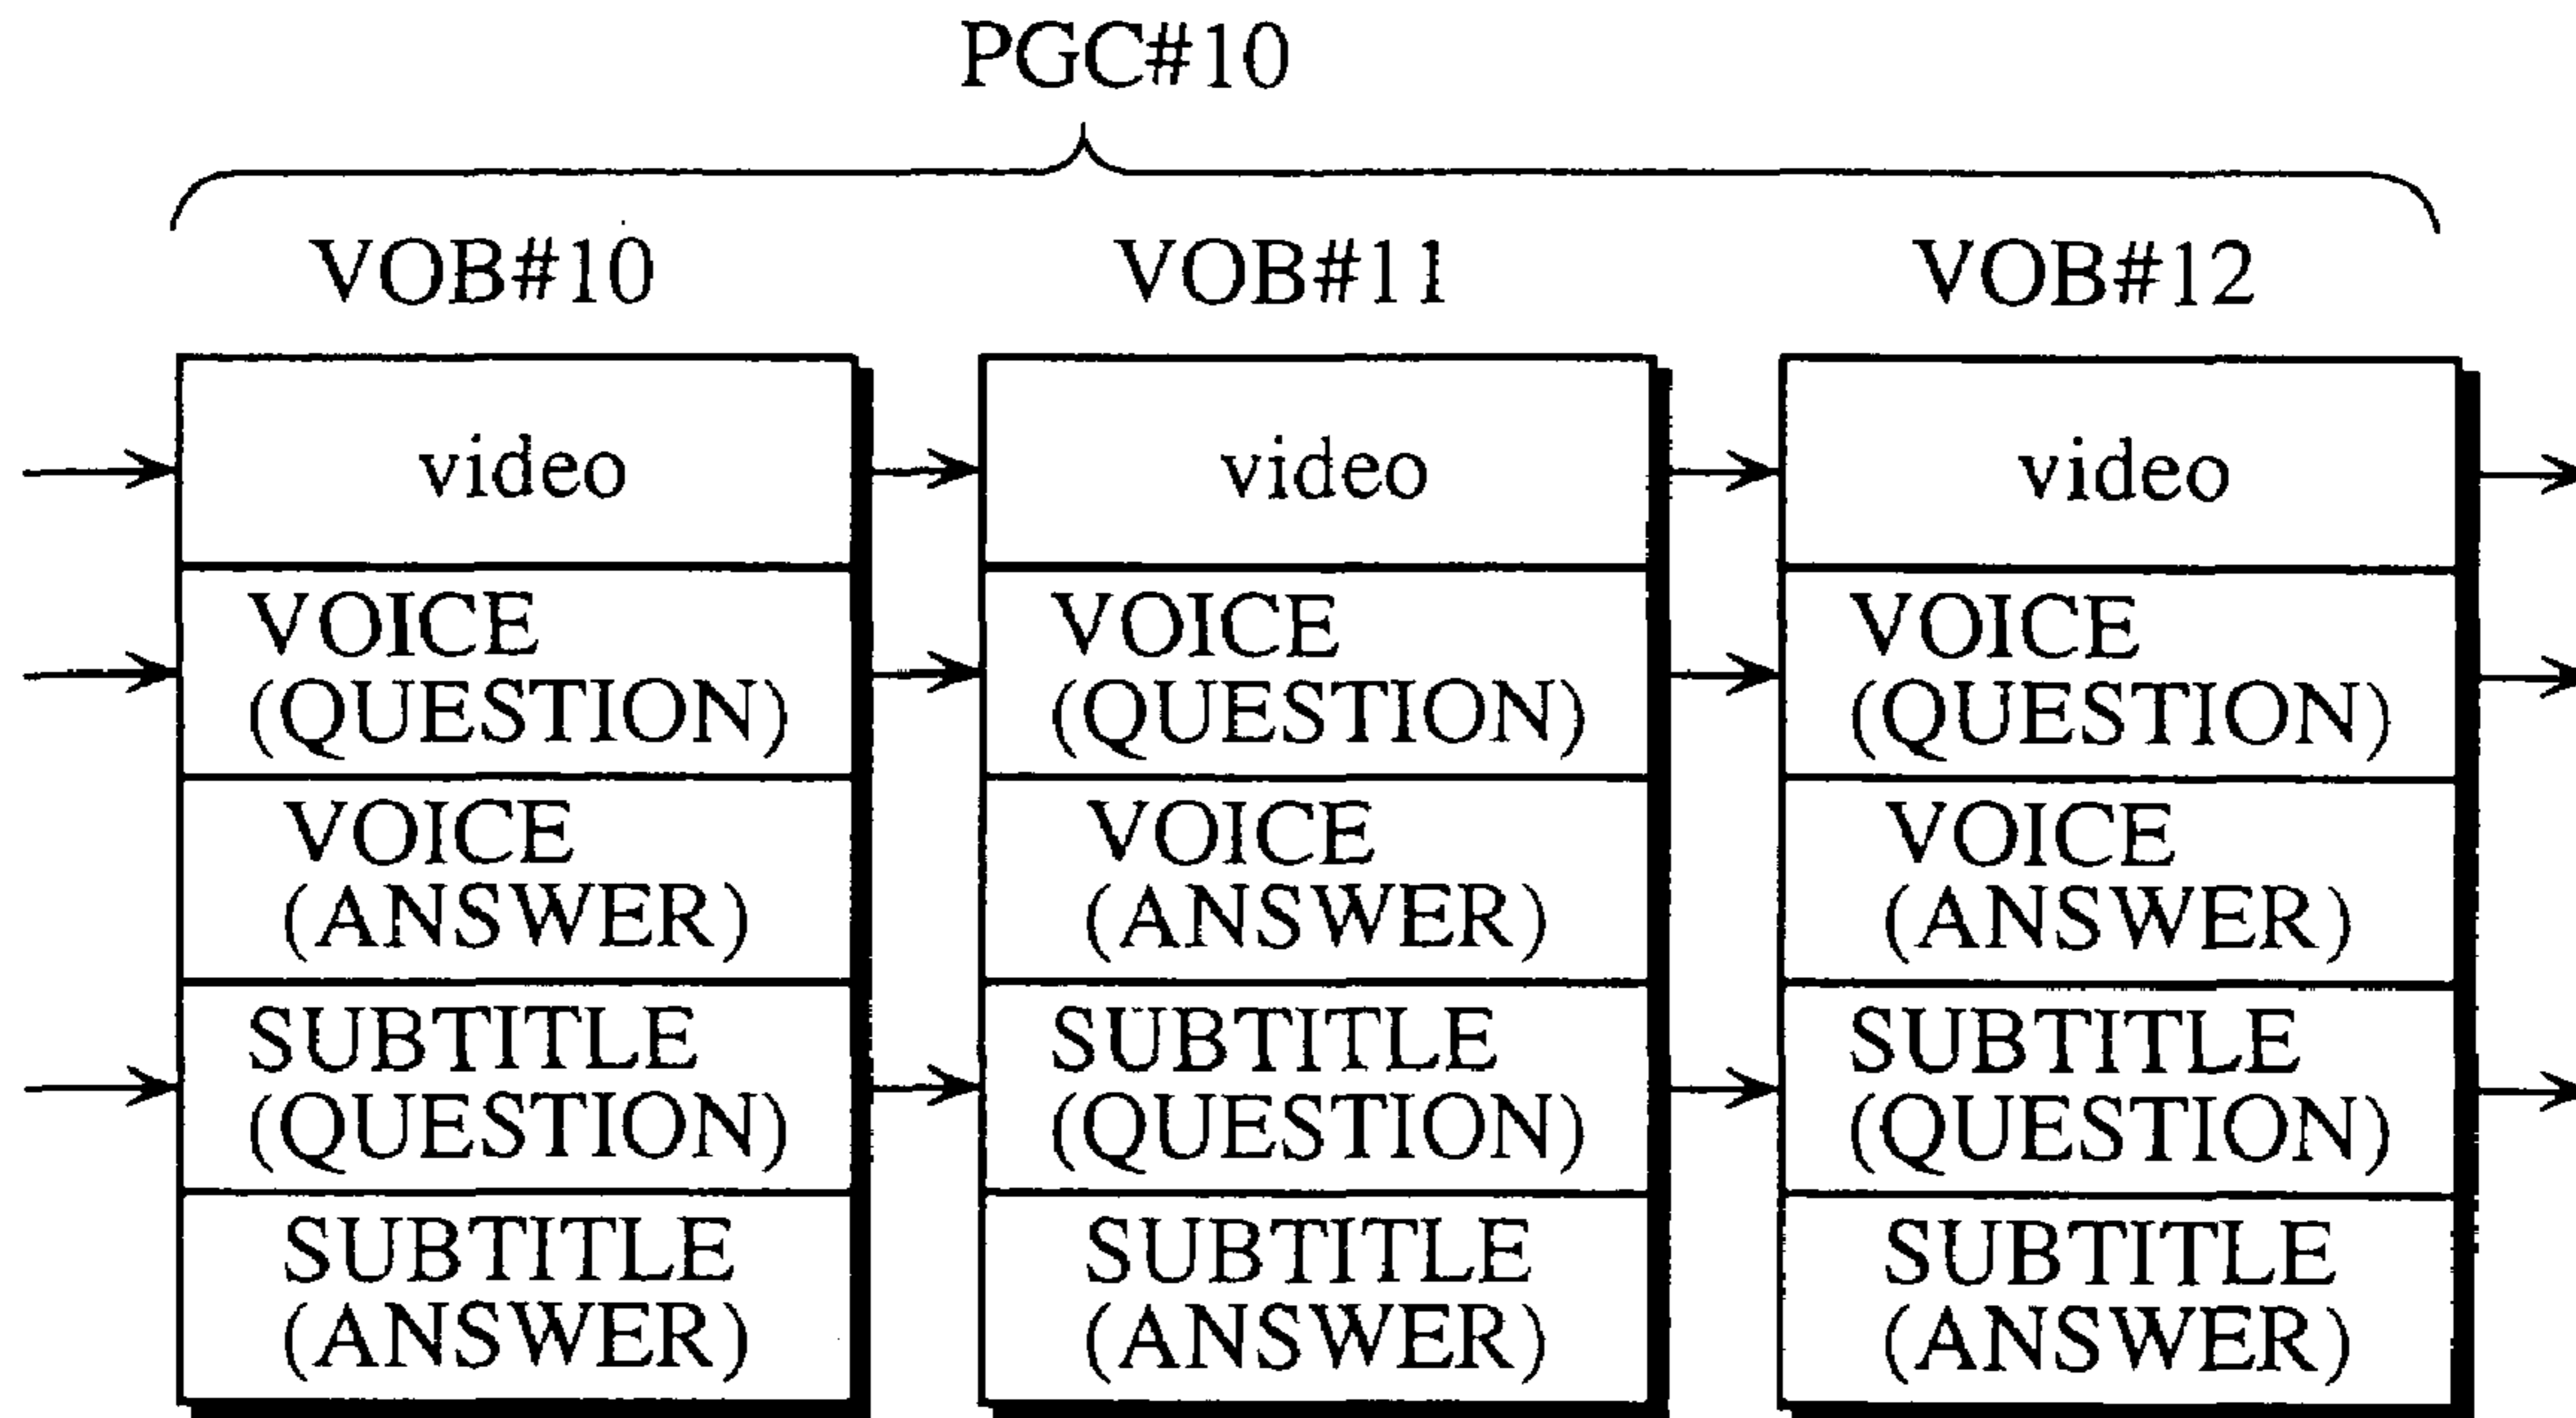 PGC#10
VOB#10
VOB#11
VOB#12
video
video
video
VOICE
(QUESTION)
VOICE
(QUESTION)
VOICE
(QUESTION)
VOICE
(ANSWER)
VOICE
(ANSWER)
VOICE
(ANSWER)
SUBTITLE
(QUESTION)
SUBTITLE
(QUESTION)
SUBTITLE
(QUESTION)
SUBTITLE
(ANSWER)
SUBTITLE
(ANSWER)
SUBTITLE
(ANSWER)